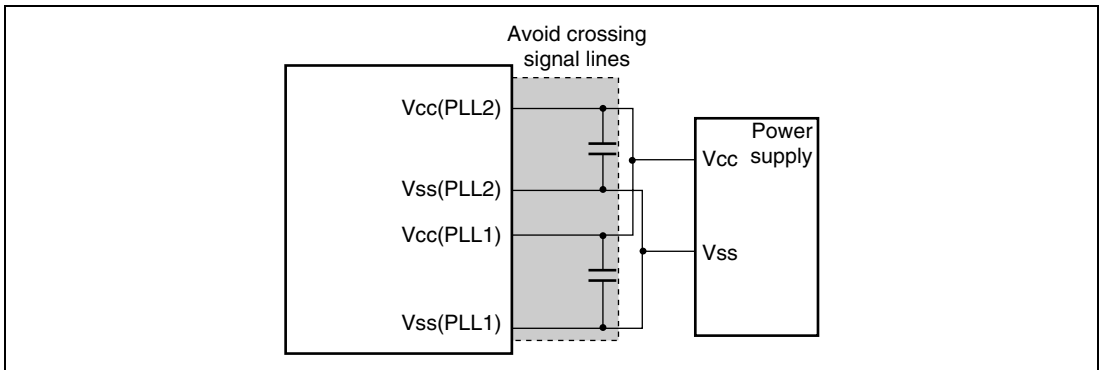 Avoid crossing
signal lines
Vcc(PLL2)
Vss(PLL2)
Vcc(PLL1)
Vss(PLL1)
Power
supply
Vcc
Vss